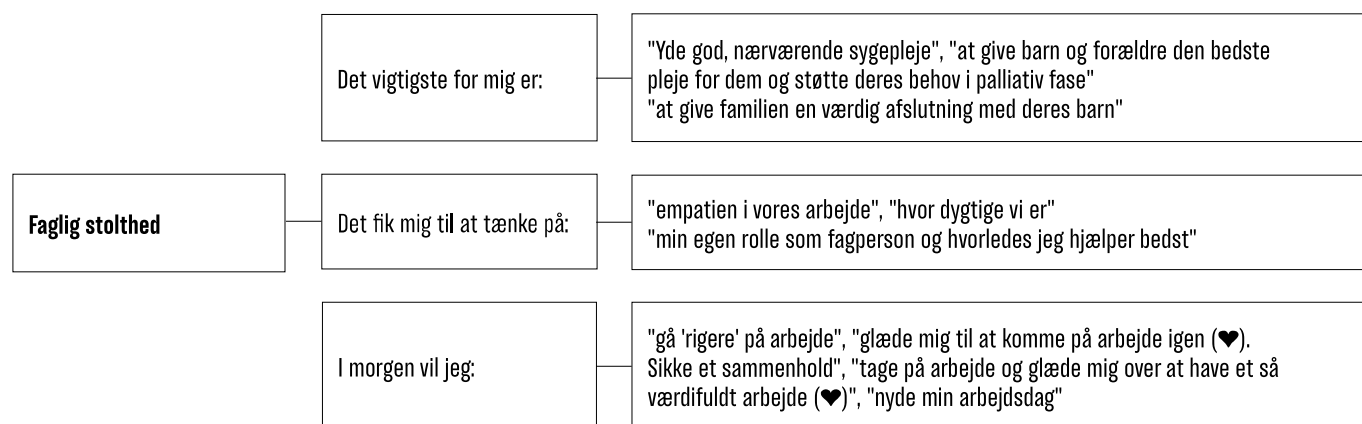 Det vigtigste for mig er:
"Yde god, nærværende sygepleje", "at give barn og forældre den bedste
pleje for dem og støtte deres behov i palliativ fase"
"at give familien en værdig afslutning med deres barn"
Faglig stolthed
Det fik mig til at tænke på:
"empatien i vores arbejde", "hvor dygtige vi er"
"min egen rolle som fagperson og hvorledes jeg hjælper bedst"
I morgen vil jeg:
"gå 'rigere' på arbejde", "glæde mig til at komme på arbejde igen (♥).
Sikke et sammenhold", "tage på arbejde og glæde mig over at have et så
værdifuldt arbejde (♥)", "nyde min arbejdsdag"